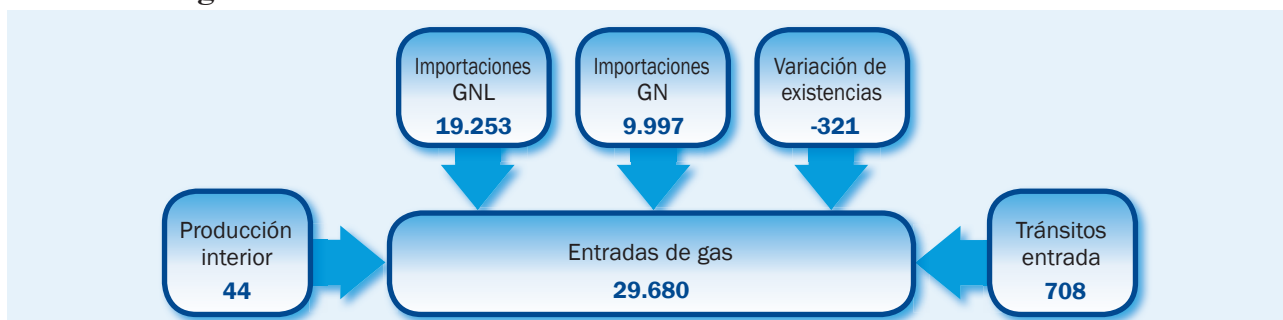 Importaciones
GNL
19.253
Importaciones
GN
9.997
Variación de
existencias
-321
Producción
interior
44
Entradas de gas
29.680
Tránsitos
entrada
708